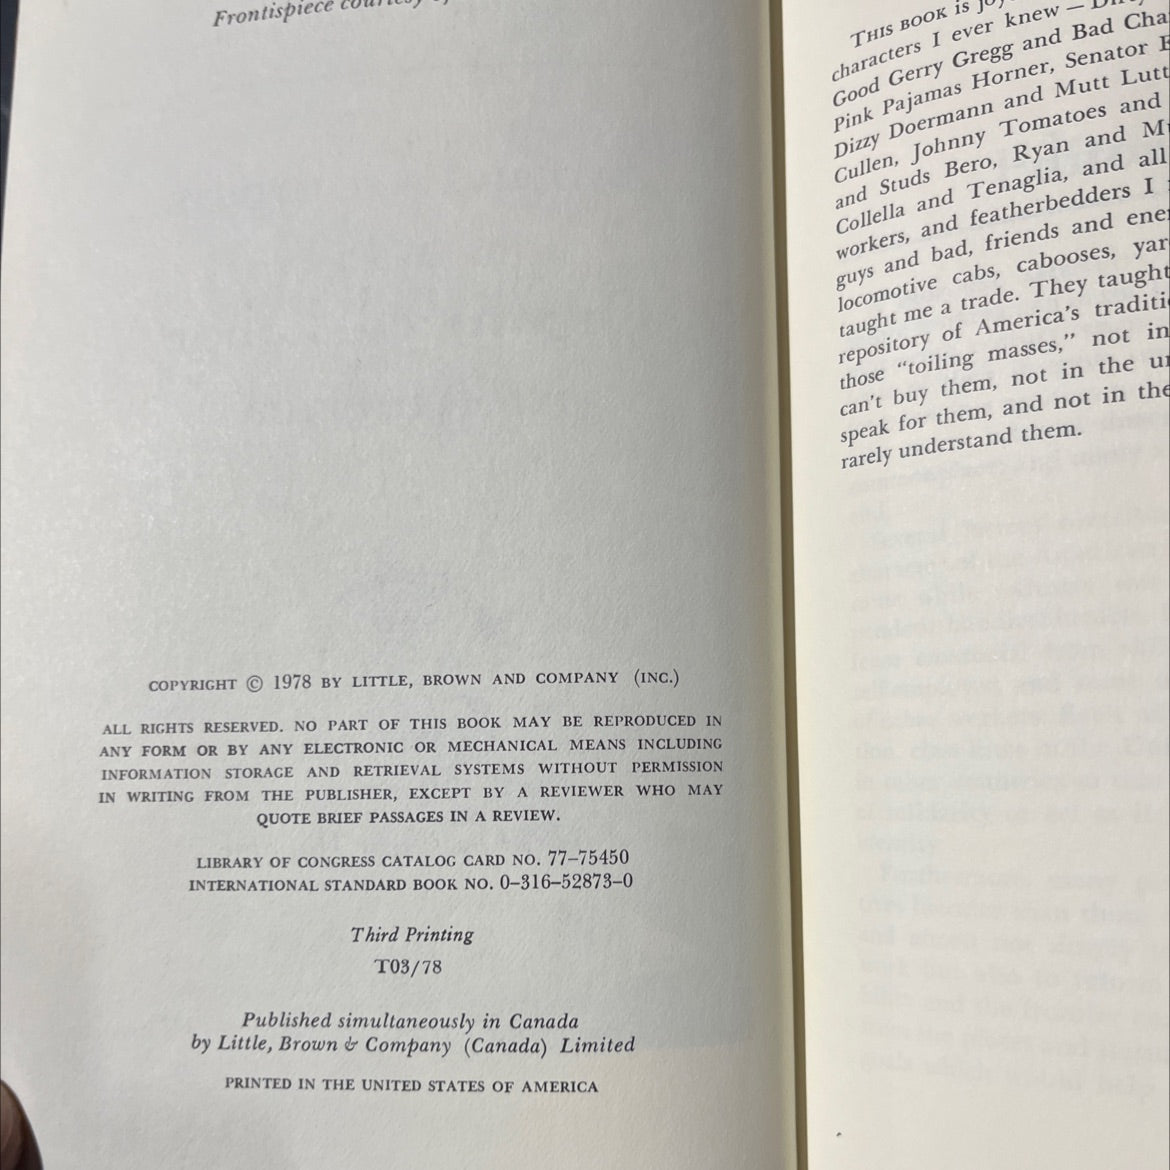 Frontispiece courtesy
COPYRIGHT © 1978 BY LITTLE, BROWN AND COMPANY (INC.)
ALL RIGHTS RESERVED. NO PART OF THIS BOOK MAY BE REPRODUCED IN
ANY FORM OR BY ANY ELECTRONIC OR MECHANICAL MEANS INCLUDING
INFORMATION STORAGE AND RETRIEVAL SYSTEMS WITHOUT PERMISSION
IN WRITING FROM THE PUBLISHER, EXCEPT BY A REVIEWER WHO MAY
QUOTE BRIEF PASSAGES IN A REVIEW.
LIBRARY OF CONGRESS CATALOG CARD NO. 77–75450
INTERNATIONAL STANDARD BOOK NO. 0–316–52873–0
Third Printing
T03/78
Published simultaneously in Canada
by Little, Brown & Company (Canada) Limited
PRINTED IN THE UNITED STATES OF AMERICA
THIS BOOK is
characters I ever knew —
Good Gerry Gregg and Bad
Pink Pajamas Horner, Senator
Dizzy Doermann and Mutt
Cullen, Johnny Tomatoes and
and Studs Bero, Ryan and
Collella and Tenaglia, and all
workers, and featherbedders I
guys and bad, friends and
locomotive cabs, cabooses,
taught me a trade. They taught
repository of America's
those "toiling masses," not in
can't buy them, not in the
speak for them, and not in the
rarely understand them.